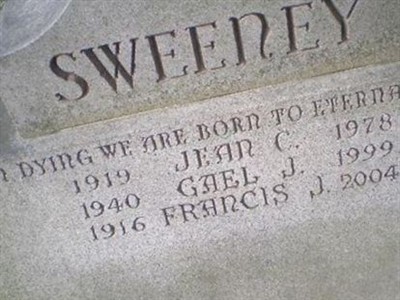 SWEENEY
DYING WE ARE BORN TO ETERNA
1919 JEAN C. 1978
1940 GAEL J. 1999
1916 FRANCIS J. 2004